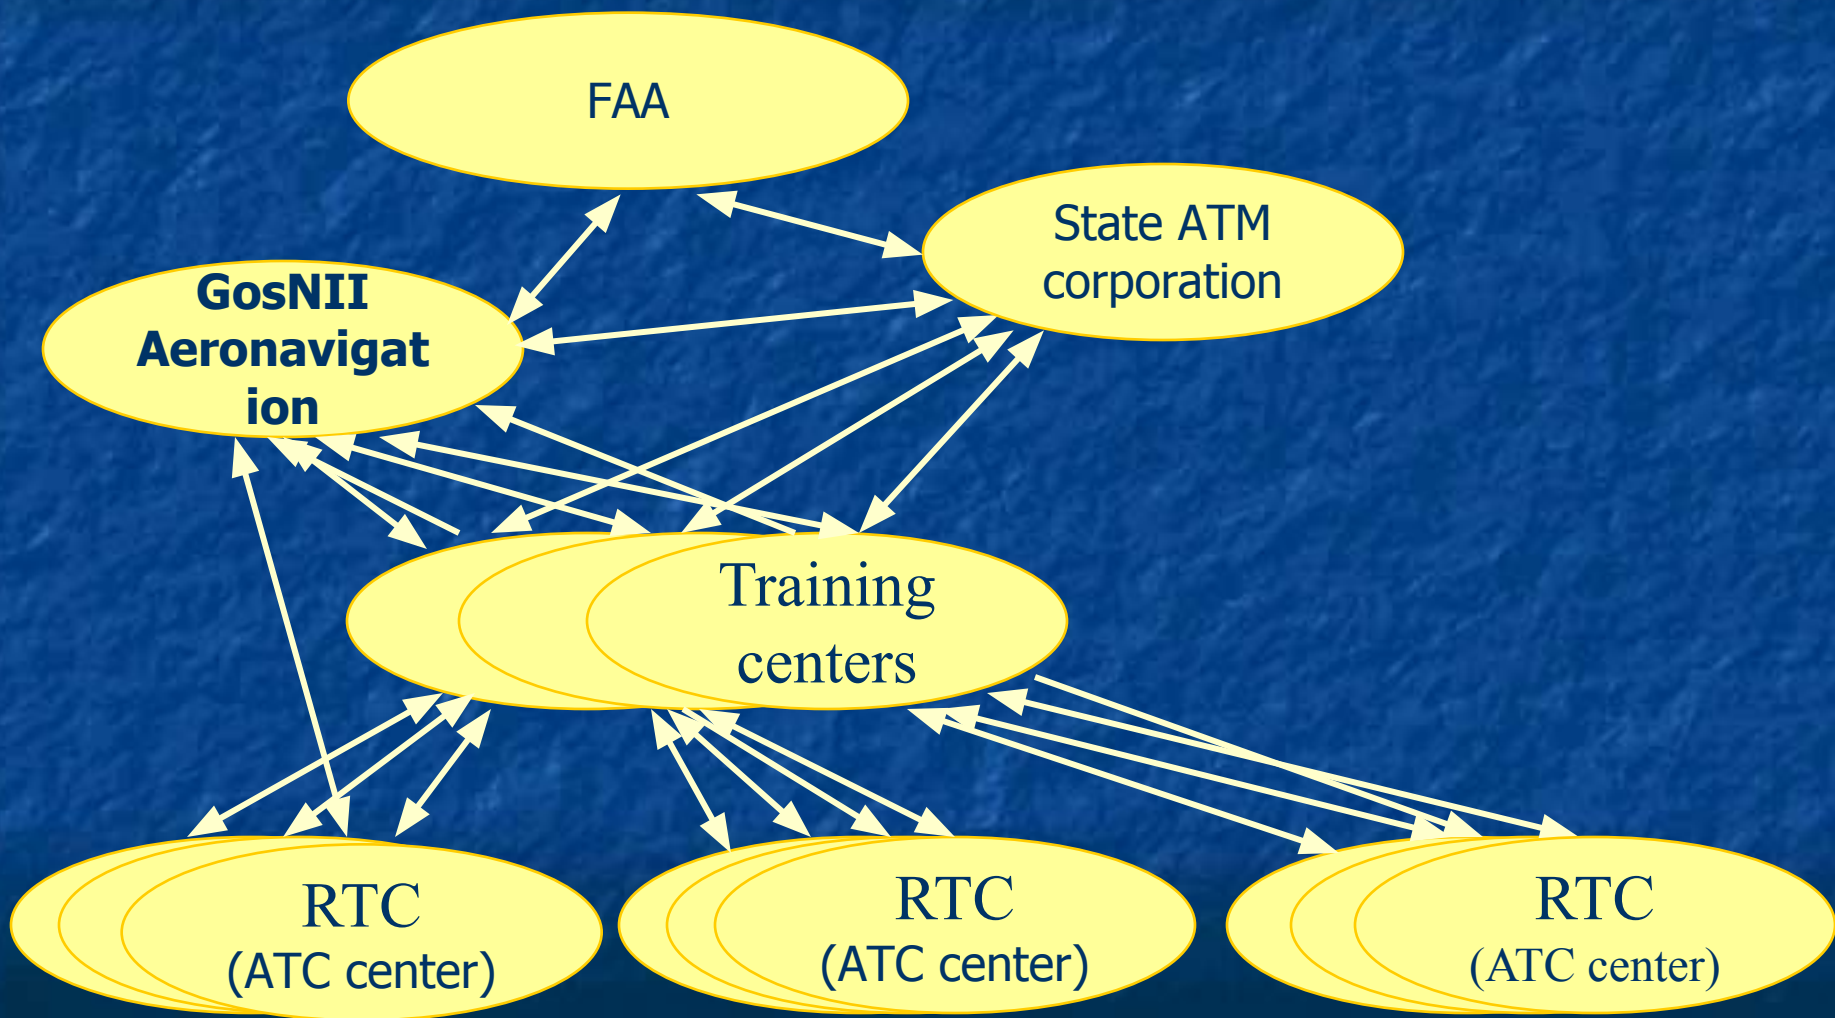 FAA
State ATM
corporation
GosNII
Aeronavigat
ion
Training
centers
RTC
(ATC center)
RTC
(ATC center)
RTC
(ATC center)